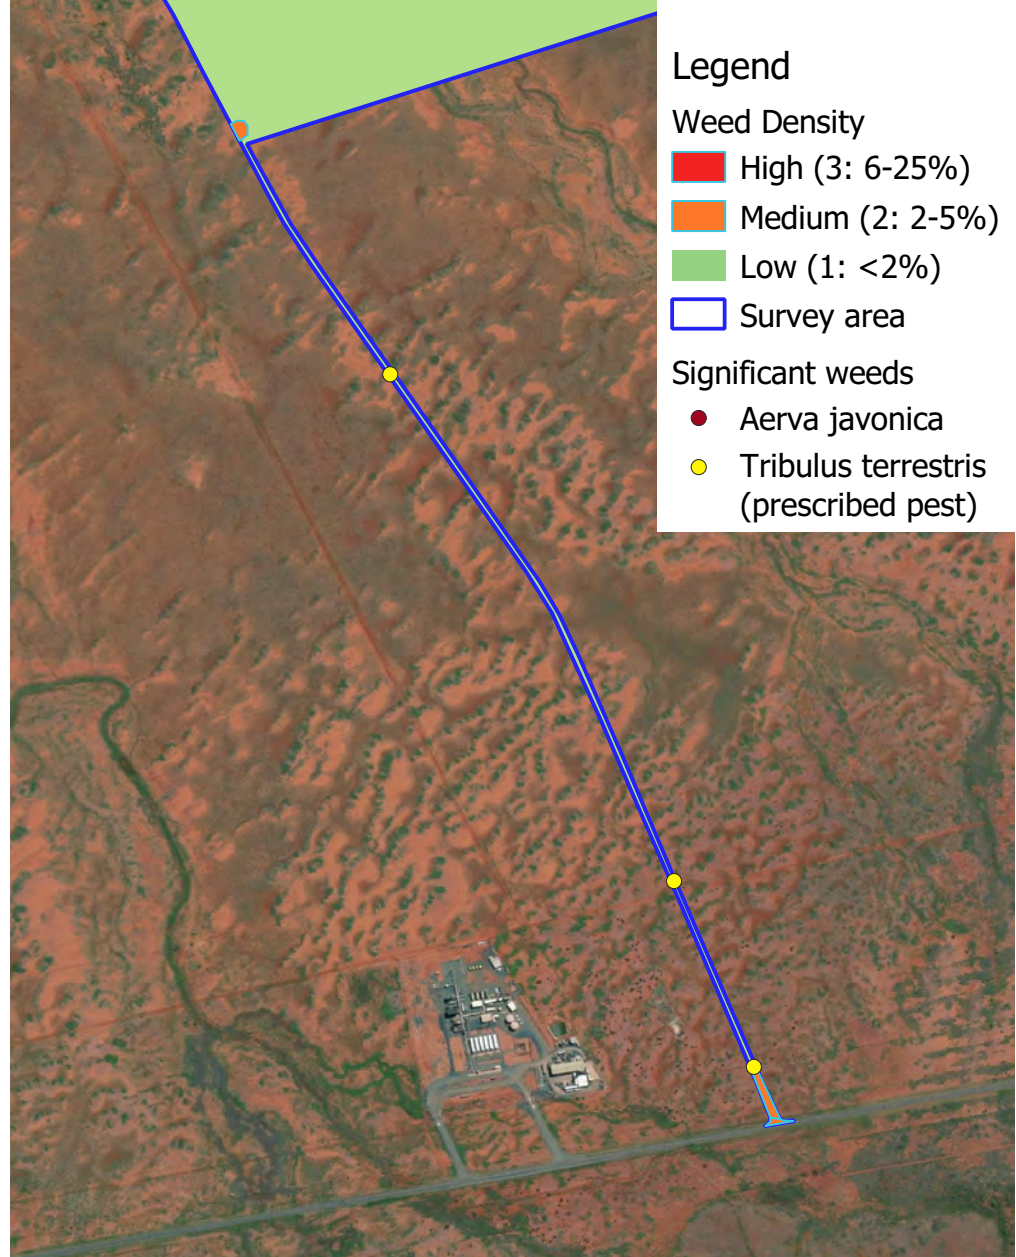 Legend
Weed Density
High (3: 6-25%)
Medium (2: 2-5%)
Low (1: <2%)
Survey area
Significant weeds
Aerva javonica
Tribulus terrestris
(prescribed pest)